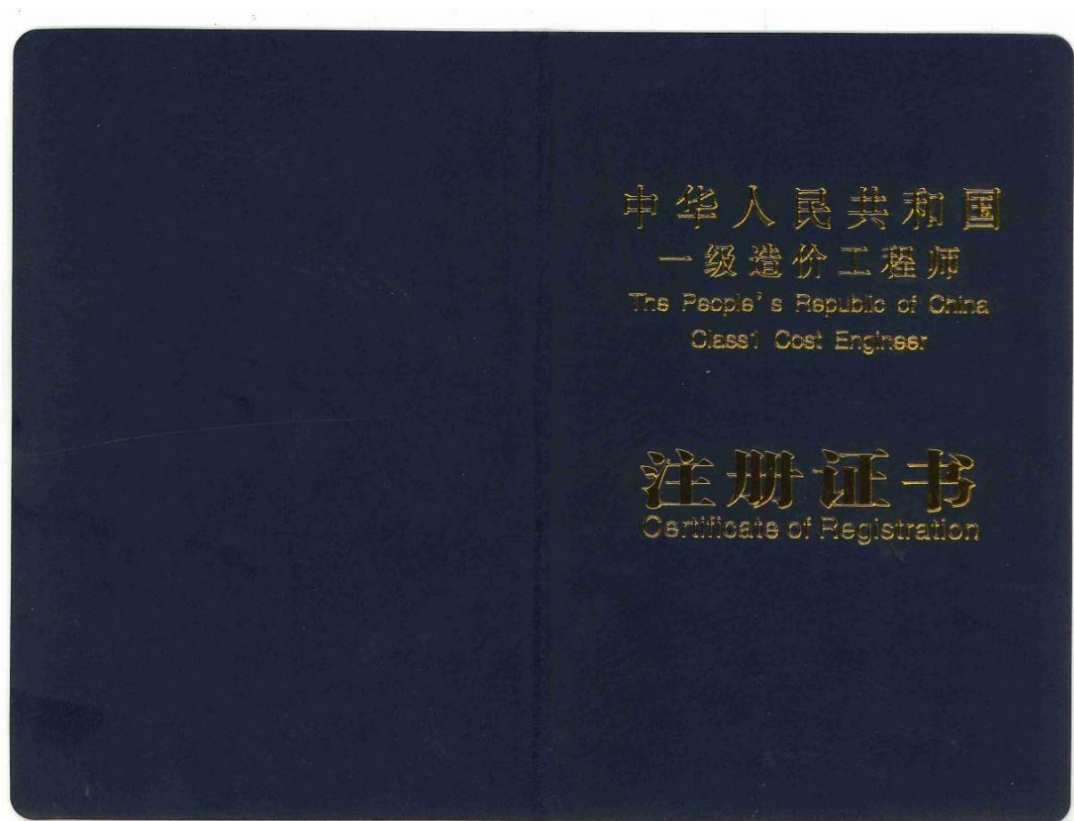 中华人民共和国
一级造价工程师
The People's Republic of China
Class1 Cost Engineer
注册证书
Certificate of Registration